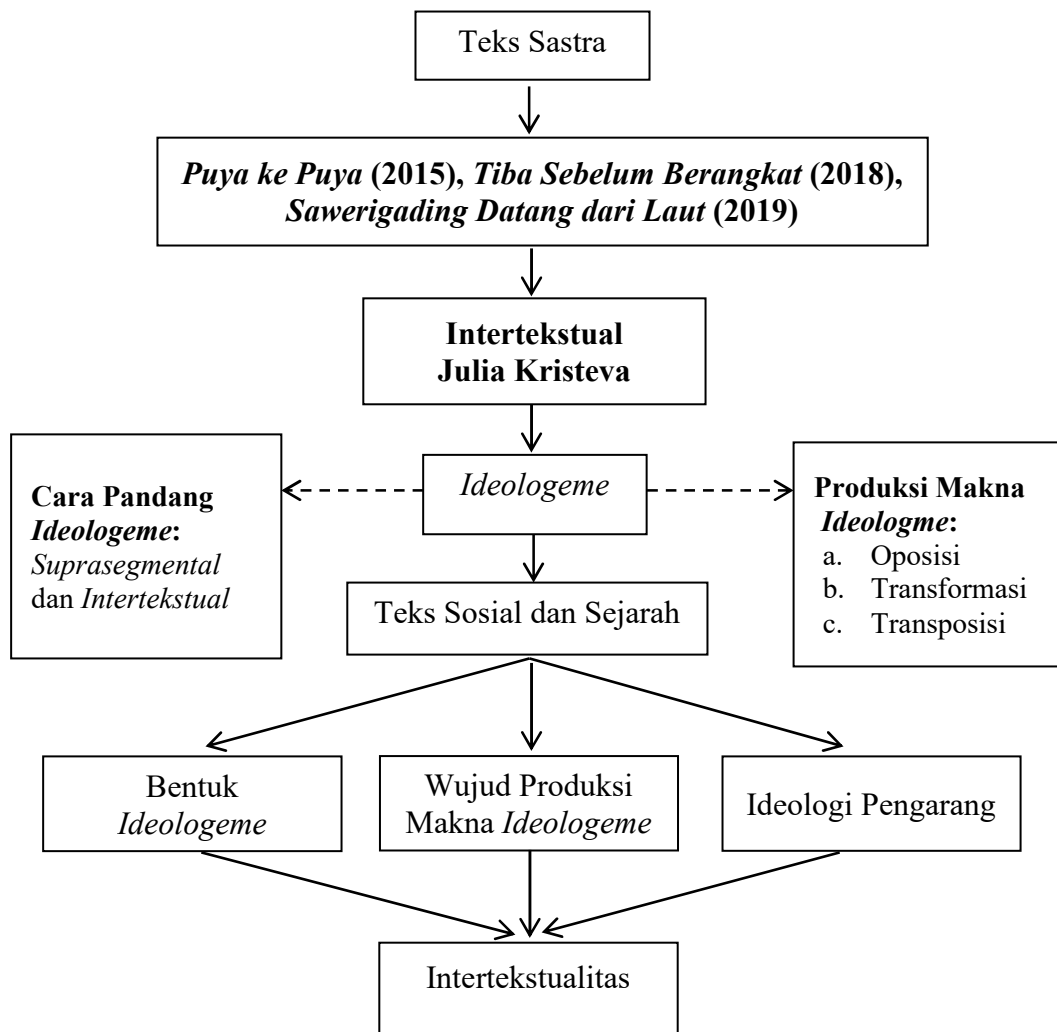 Teks Sastra
Puya ke Puya (2015), Tiba Sebelum Berangkat (2018),
Sawerigading Datang dari Laut (2019)
Intertekstual
Julia Kristeva
Cara Pandang
Ideologeme:
Suprasegmental
dan Intertekstual
Ideologeme
Produksi Makna
Ideologme:
a. Oposisi
b. Transformasi
c. Transposisi
Teks Sosial dan Sejarah
Bentuk
Ideologeme
Wujud Produksi
Makna Ideologeme
Ideologi Pengarang
Intertekstualitas